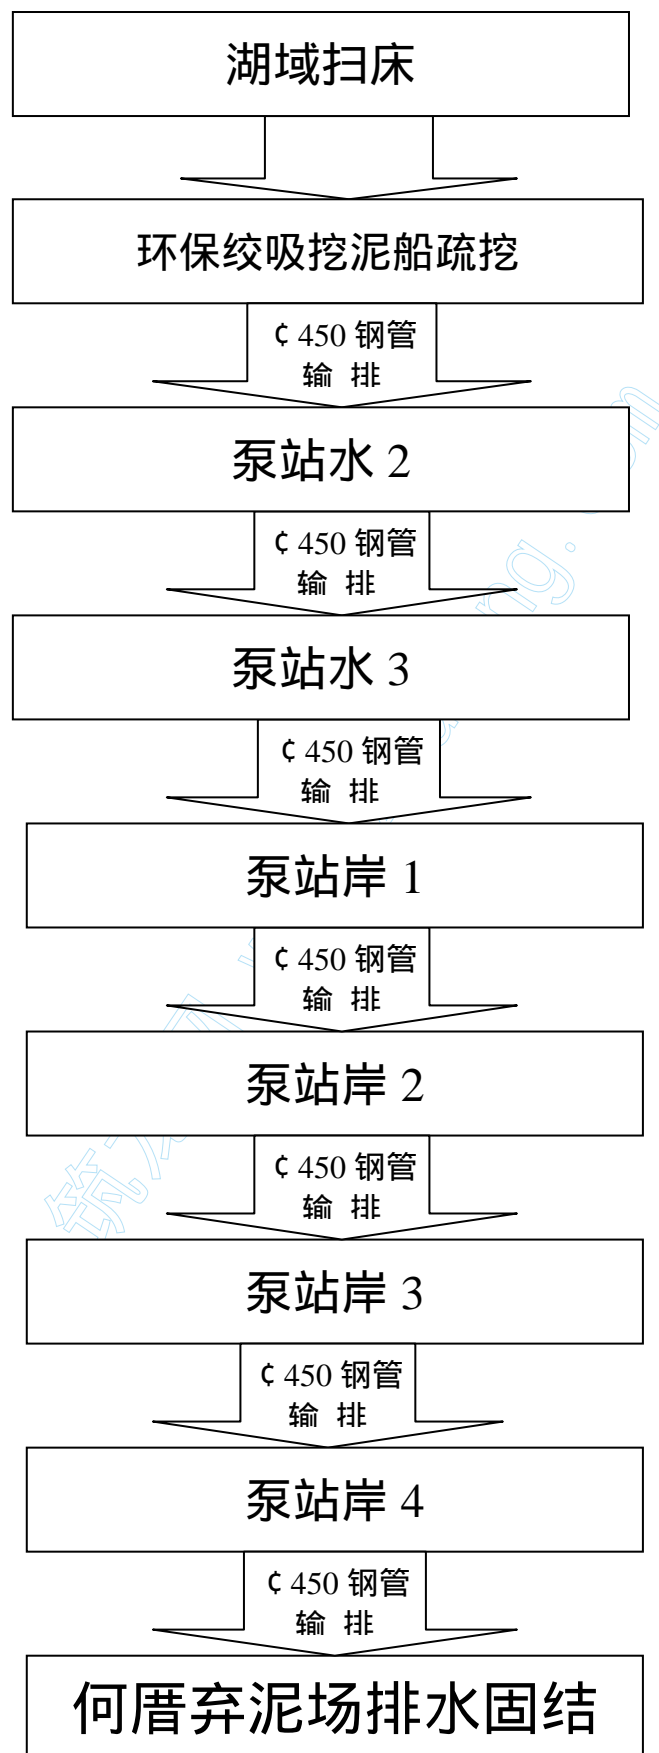 湖域扫床
环保绞吸挖泥船疏挖
¢450 钢管
输 排
泵站水 2
¢450 钢管
输 排
泵站水 3
¢450 钢管
输 排
泵站岸 1
¢450 钢管
输 排
泵站岸 2
¢450 钢管
输 排
泵站岸 3
¢450 钢管
输 排
泵站岸 4
¢450 钢管
输 排
何厝弃泥场排水固结